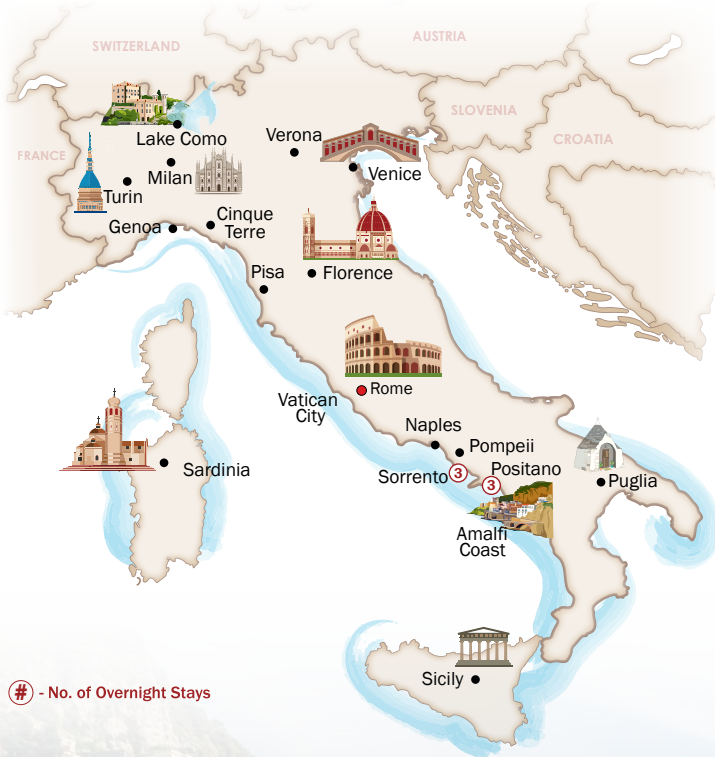 AUSTRIA
SWITZERLAND
SLOVENIA
CROATIA
FRANCE
Lake Como
Verona
Venice
Milan
Turin
Cinque
Terre
Genoa
Pisa
Florence
Rome
Vatican
City
Naples
Pompeii
Positano
Sorrento
3
3
Puglia
Sardinia
Amalfi
Coast
Sicily
# - No. of Overnight Stays